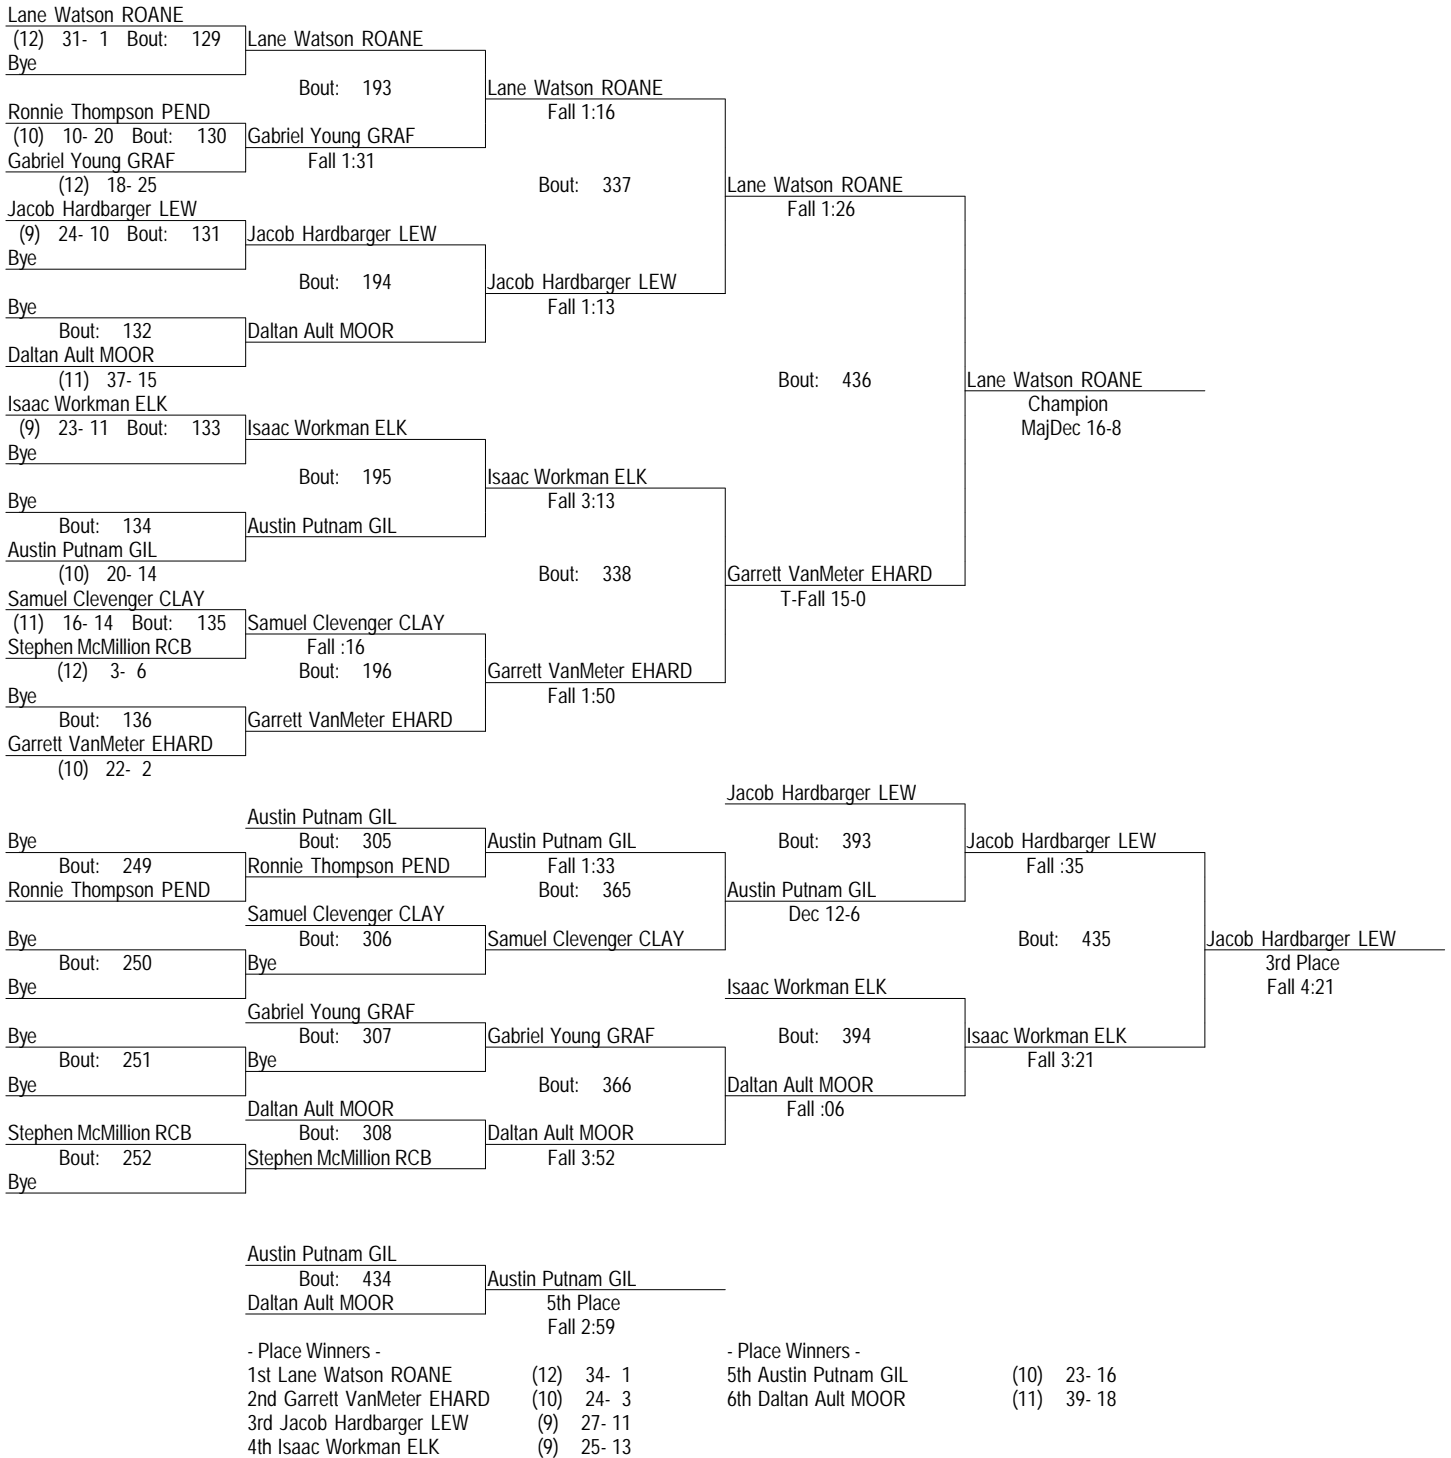 Lane Watson ROANE
(12) 31- 1 Bout: 129 Lane Watson ROANE
Bye
Bout: 193 Lane Watson ROANE
Ronnie Thompson PEND Fall 1:16
(10) 10- 20 Bout: 130 Gabriel Young GRAF
Gabriel Young GRAF Fall 1:31
(12) 18- 25 Bout: 337 Lane Watson ROANE
Jacob Hardbarger LEW Fall 1:26
(9) 24- 10 Bout: 131 Jacob Hardbarger LEW
Bye
Bout: 194 Jacob Hardbarger LEW
Bye Fall 1:13
Bout: 132 Daltan Ault MOOR
Daltan Ault MOOR
(11) 37- 15 Bout: 436 Lane Watson ROANE
Isaac Workman ELK Champion
(9) 23- 11 Bout: 133 Isaac Workman ELK MajDec 16-8
Bye
Bout: 195 Isaac Workman ELK
Bye Fall 3:13
Bout: 134 Austin Putnam GIL
Austin Putnam GIL
(10) 20- 14 Bout: 338 Garrett VanMeter EHARD
Samuel Clevenger CLAY T-Fall 15-0
(11) 16- 14 Bout: 135 Samuel Clevenger CLAY
Stephen McMillion RCB Fall :16
(12) 3- 6 Bout: 196 Garrett VanMeter EHARD
Bye Fall 1:50
Bout: 136 Garrett VanMeter EHARD
Garrett VanMeter EHARD
(10) 22- 2
Jacob Hardbarger LEW
Austin Putnam GIL
Bye Bout: 305 Austin Putnam GIL Bout: 393 Jacob Hardbarger LEW
Bout: 249 Ronnie Thompson PEND Fall 1:33 Fall :35
Ronnie Thompson PEND Bout: 365 Austin Putnam GIL
Samuel Clevenger CLAY Dec 12-6
Bye Bout: 306 Samuel Clevenger CLAY Bout: 435 Jacob Hardbarger LEW
Bout: 250 Bye 3rd Place
Bye Isaac Workman ELK Fall 4:21
Gabriel Young GRAF
Bye Bout: 307 Gabriel Young GRAF Bout: 394 Isaac Workman ELK
Bout: 251 Bye Fall 3:21
Bye Bout: 366 Daltan Ault MOOR
Daltan Ault MOOR Fall :06
Stephen McMillion RCB Bout: 308 Daltan Ault MOOR
Bout: 252 Stephen McMillion RCB Fall 3:52
Bye
Austin Putnam GIL
Bout: 434 Austin Putnam GIL
Daltan Ault MOOR 5th Place
Fall 2:59
- Place Winners - - Place Winners -
1st Lane Watson ROANE (12) 34- 1 5th Austin Putnam GIL (10) 23- 16
2nd Garrett VanMeter EHARD (10) 24- 3 6th Daltan Ault MOOR (11) 39- 18
3rd Jacob Hardbarger LEW (9) 27- 11
4th Isaac Workman ELK (9) 25- 13